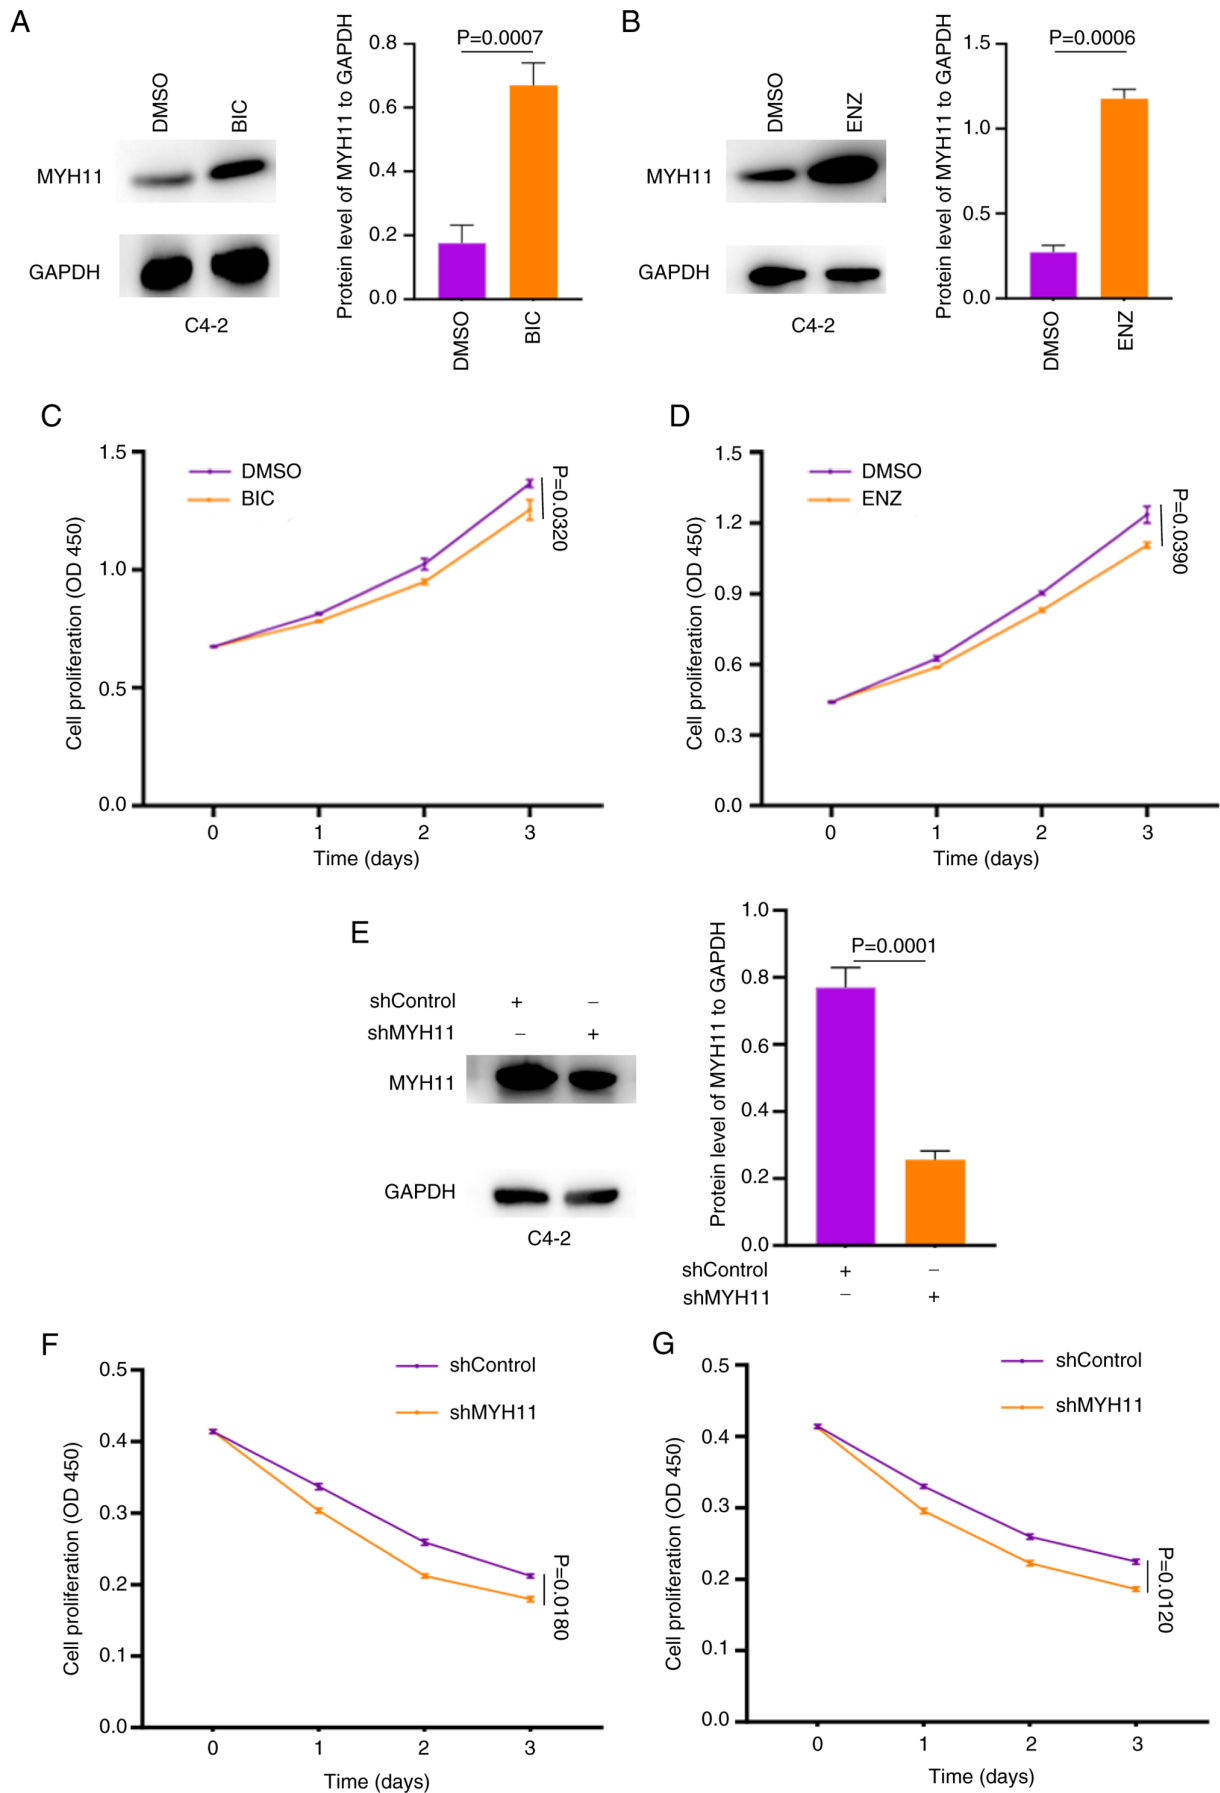 A
DMSO
BIC
MYH11
GAPDH
C4-2
Protein level of MYH11 to GAPDH
0.8
0.6
0.4
0.2
0.0
P=0.0007
DMSO
BIC
B
DMSO
ENZ
MYH11
GAPDH
C4-2
Protein level of MYH11 to GAPDH
1.5
1.0
0.5
0.0
P=0.0006
DMSO
ENZ
C
Cell proliferation (OD 450)
1.5
1.0
0.5
0.0
DMSO
BIC
P=0.0320
0 1 2 3
Time (days)
D
Cell proliferation (OD 450)
1.5
1.2
0.9
0.6
0.3
0.0
DMSO
ENZ
P=0.0390
0 1 2 3
Time (days)
E
shControl + –
shMYH11 – +
MYH11
GAPDH
C4-2
Protein level of MYH11 to GAPDH
1.0
0.8
0.6
0.4
0.2
0.0
P=0.0001
shControl + –
shMYH11 – +
F
Cell proliferation (OD 450)
0.5
0.4
0.3
0.2
0.1
0.0
shControl
shMYH11
P=0.0180
0 1 2 3
Time (days)
G
Cell proliferation (OD 450)
0.5
0.4
0.3
0.2
0.1
0.0
shControl
shMYH11
P=0.0120
0 1 2 3
Time (days)